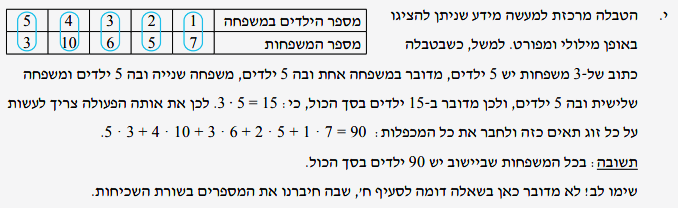 י. הטבלה מרכזת למעשה מידע שניתן להציגו
באופן מילולי ומפורט. למשל, כשבטבלה
מספר הילדים במשפחה 1 2 3 4 5
מספר המשפחות 7 5 6 10 3
כתוב של-3 משפחות יש 5 ילדים, מדובר במשפחה אחת ובה 5 ילדים, משפחה שנייה ובה 5 ילדים ומשפחה
שלישית ובה 5 ילדים, ולכן מדובר ב-15 ילדים בסך הכול, כי: 3 · 5 = 15. לכן את אותה הפעולה צריך לעשות
על כל זוג תאים כזה ולחבר את כל המכפלות: 5 · 3 + 4 · 10 + 3 · 6 + 2 · 5 + 1 · 7 = 90.
תשובה: בכל המשפחות שביישוב יש 90 ילדים בסך הכול.
שימו לב! לא מדובר כאן בשאלה דומה לסעיף ח׳, שבה חיברנו את המספרים בשורת השכיחות.